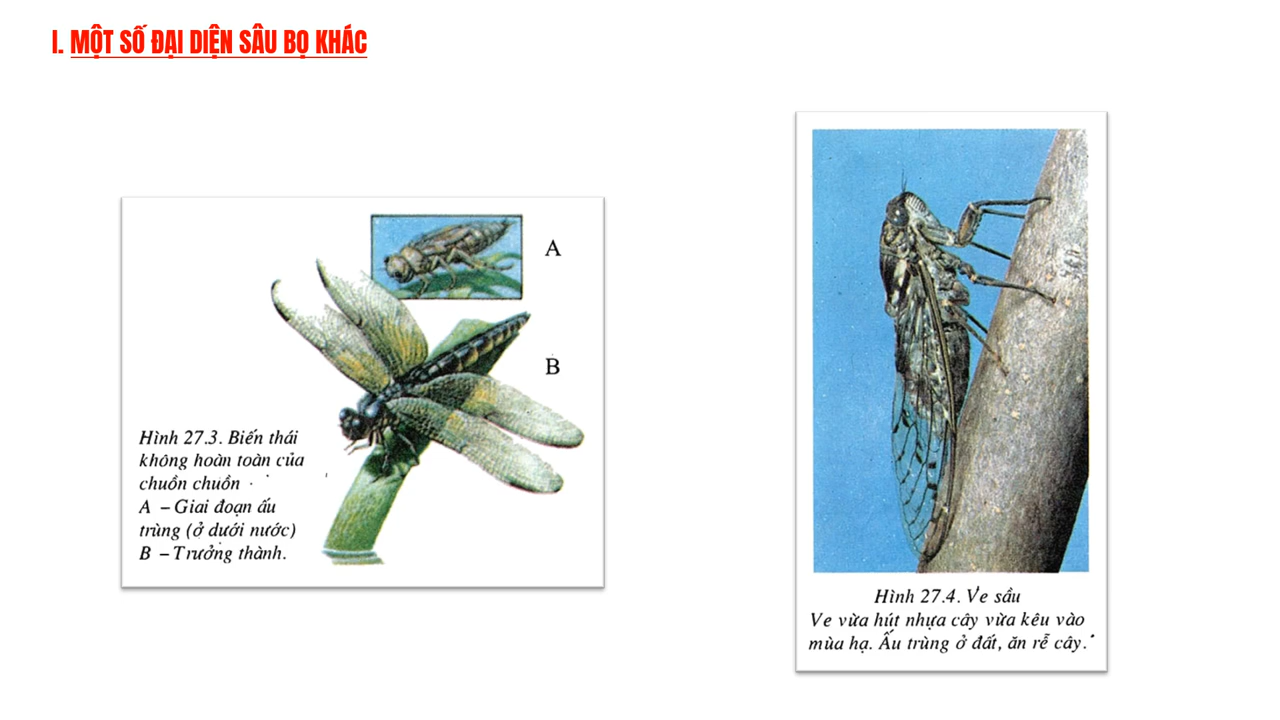 I. MỘT SỐ ĐẠI DIỆN SÂU BỌ KHÁC
A
B
Hình 27.3. Biến thái
không hoàn toàn của
chuồn chuồn
A – Giai đoạn ấu
trùng (ở dưới nước)
B – Trưởng thành.
Hình 27.4. Ve sầu
Ve vừa hút nhựa cây vừa kêu vào
mùa hạ. Ấu trùng ở đất, ăn rễ cây.